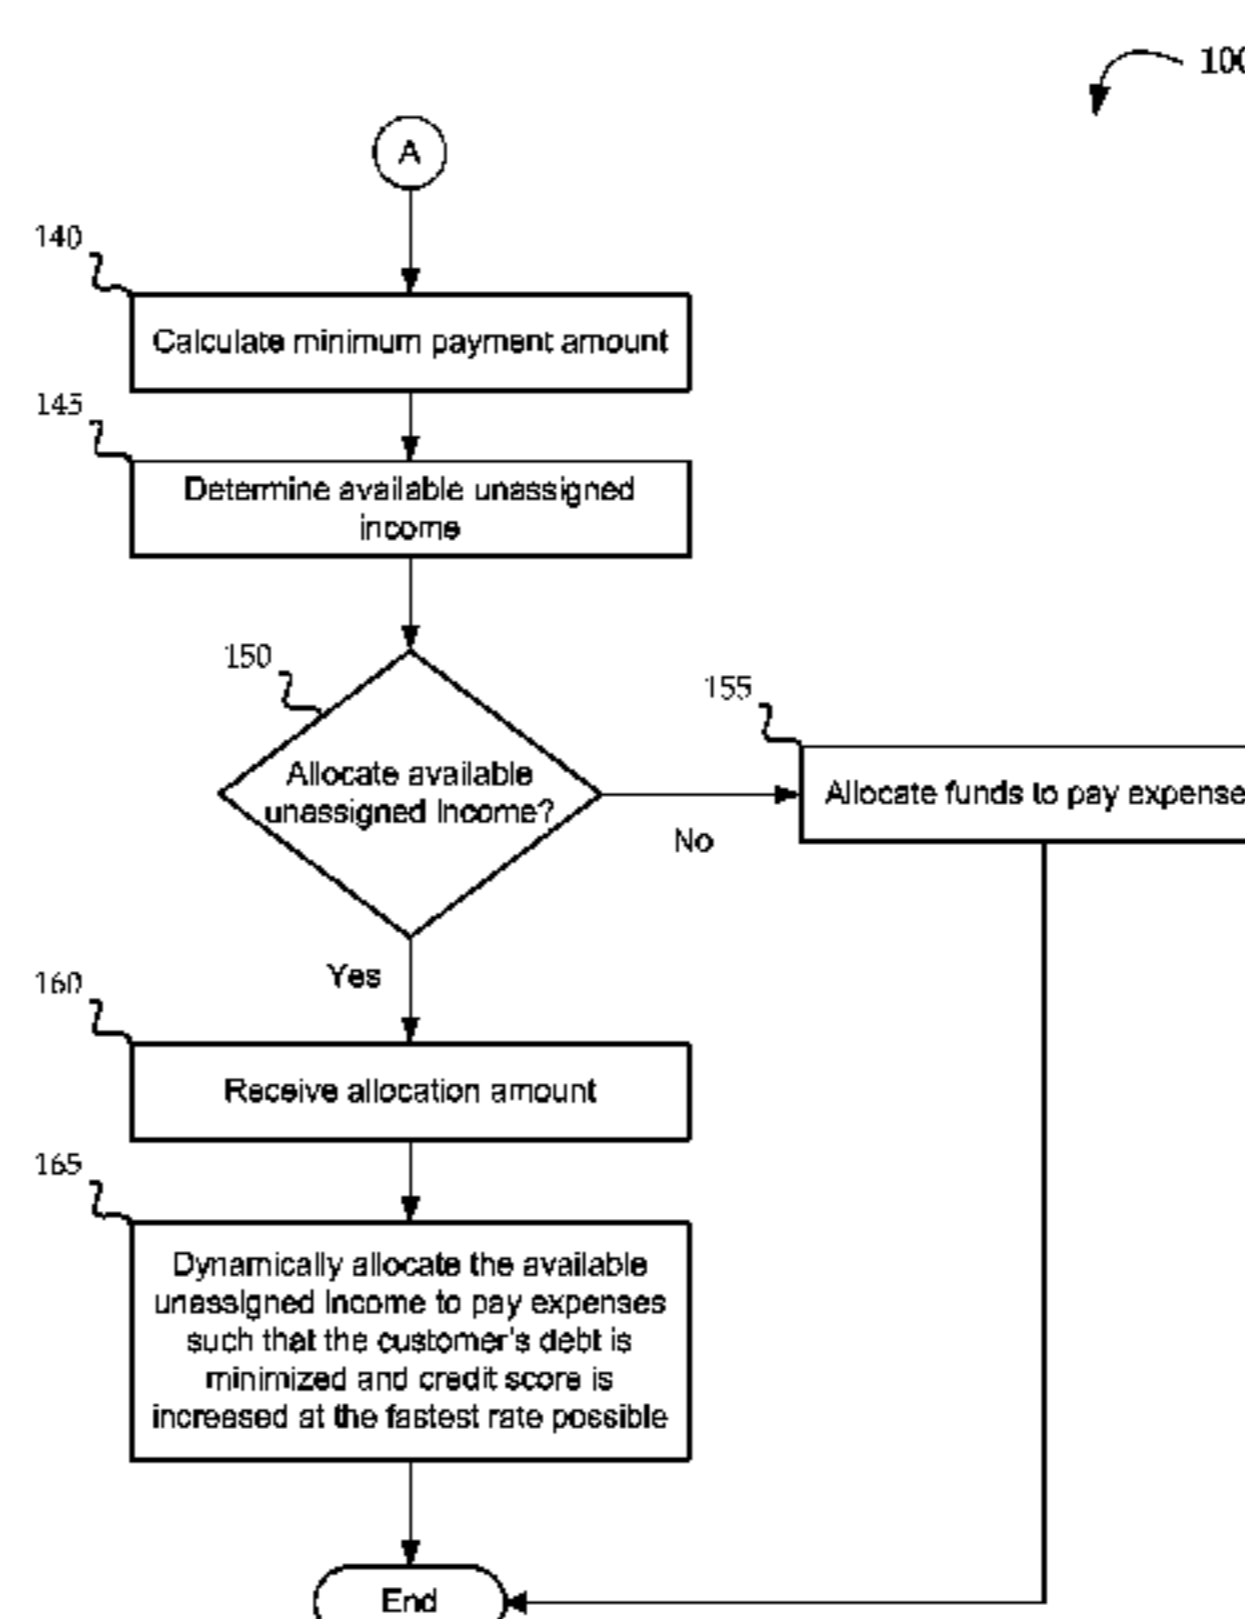 100
A
140
Calculate minimum payment amount
145
Determine available unassigned
income
150
Allocate available
unassigned Income?
155
Allocate funds to pay expense
No
Yes
160
Receive allocation amount
165
Dynamically allocate the available
unassigned Income to pay expenses
such that the customer's debt is
minimized and credit score is
increased at the fastest rate possible
End